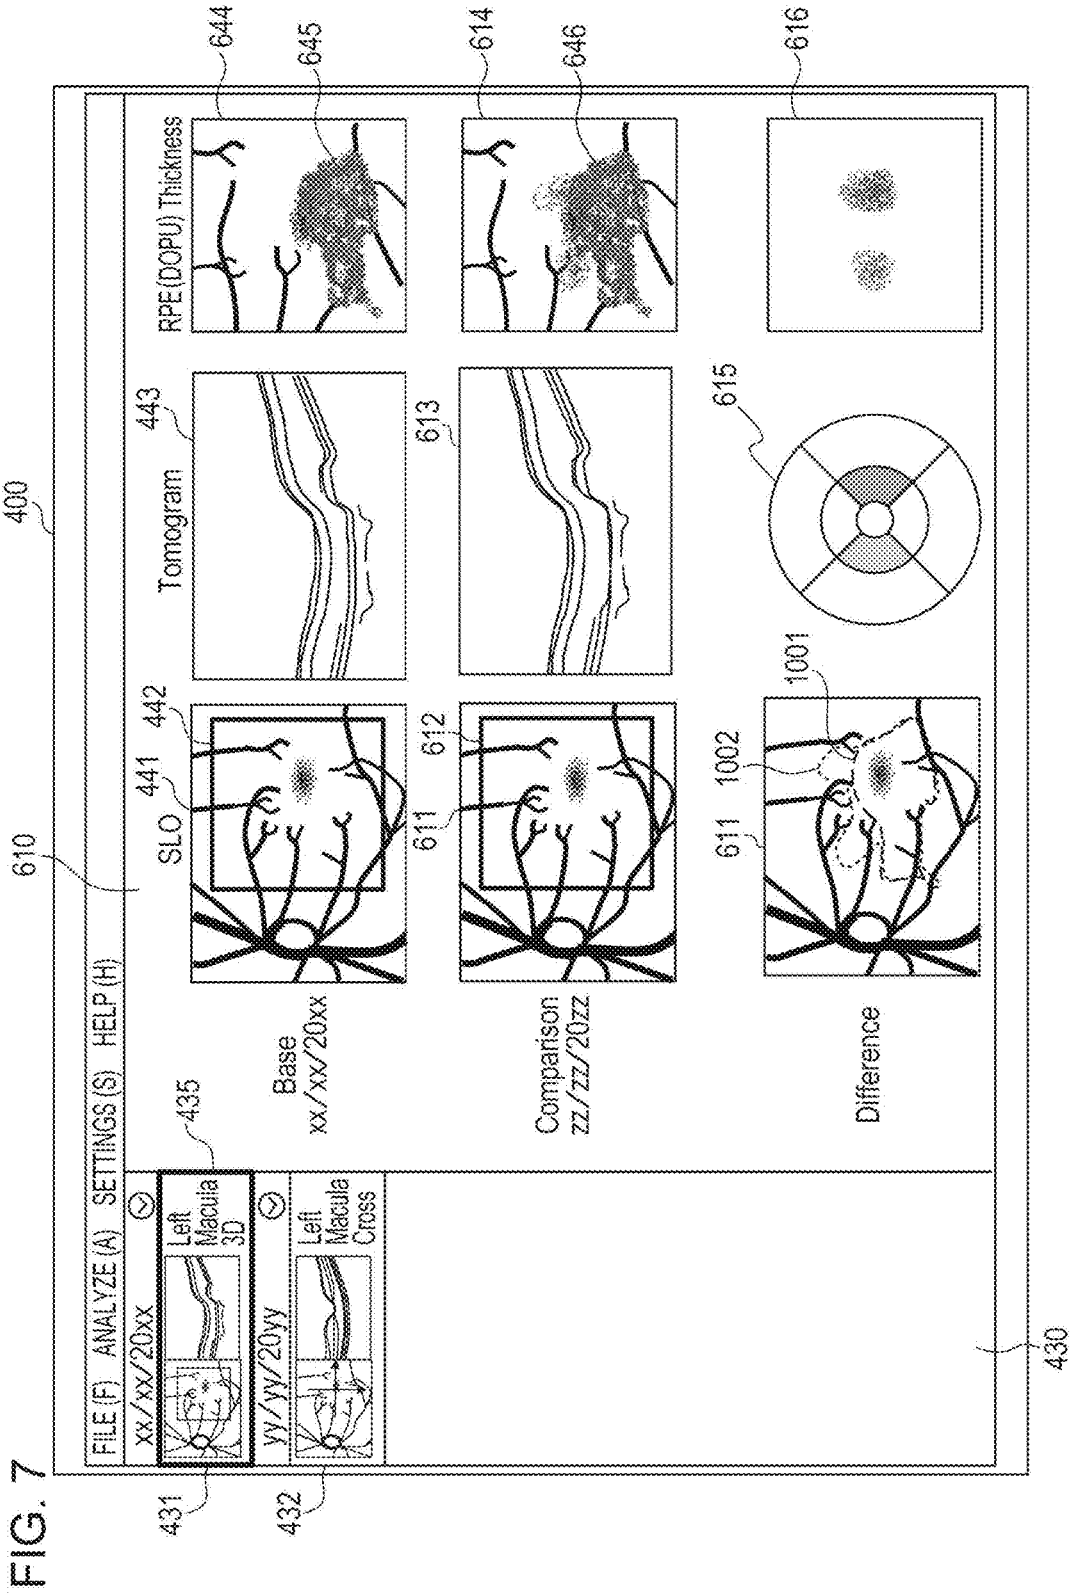 FIG. 7
400
610
FILE (F) ANALYZE (A) SETTINGS (S) HELP (H)
xx/xx/20xx
Left
Macula
3D
431
435
yy/yy/20yy
Left
Macula
Cross
432
430
SLO
Tomogram
RPE(DOPU) Thickness
441
442
443
644
645
Base
xx/xx/20xx
611
612
613
614
646
Comparison
zz/zz/20zz
611
1002
1001
615
616
Difference